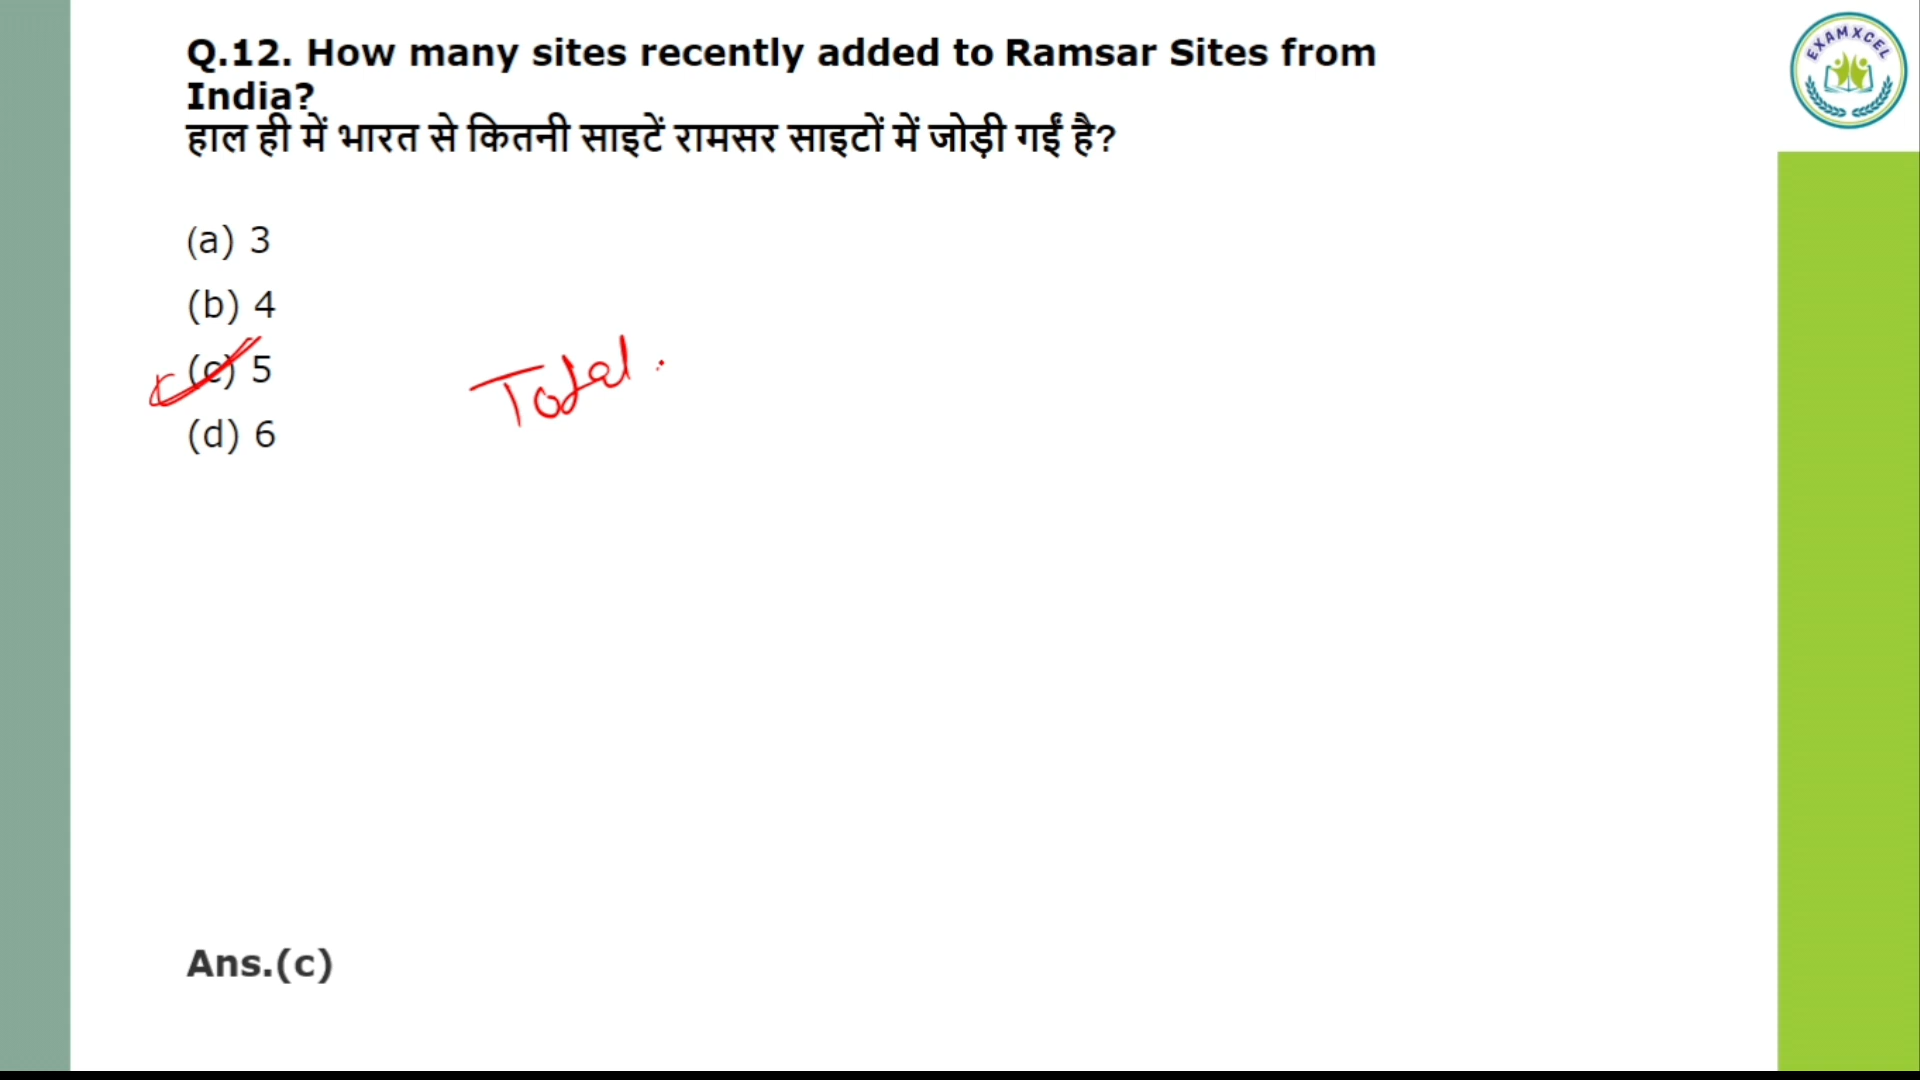 Q.12. How many sites recently added to Ramsar Sites from
India?
हाल ही में भारत से कितनी साइटें रामसर साइटों में जोड़ी गईं है?
(a) 3
(b) 4
(c) 5
(d) 6
Total
Ans.(c)
EXAMXCEL